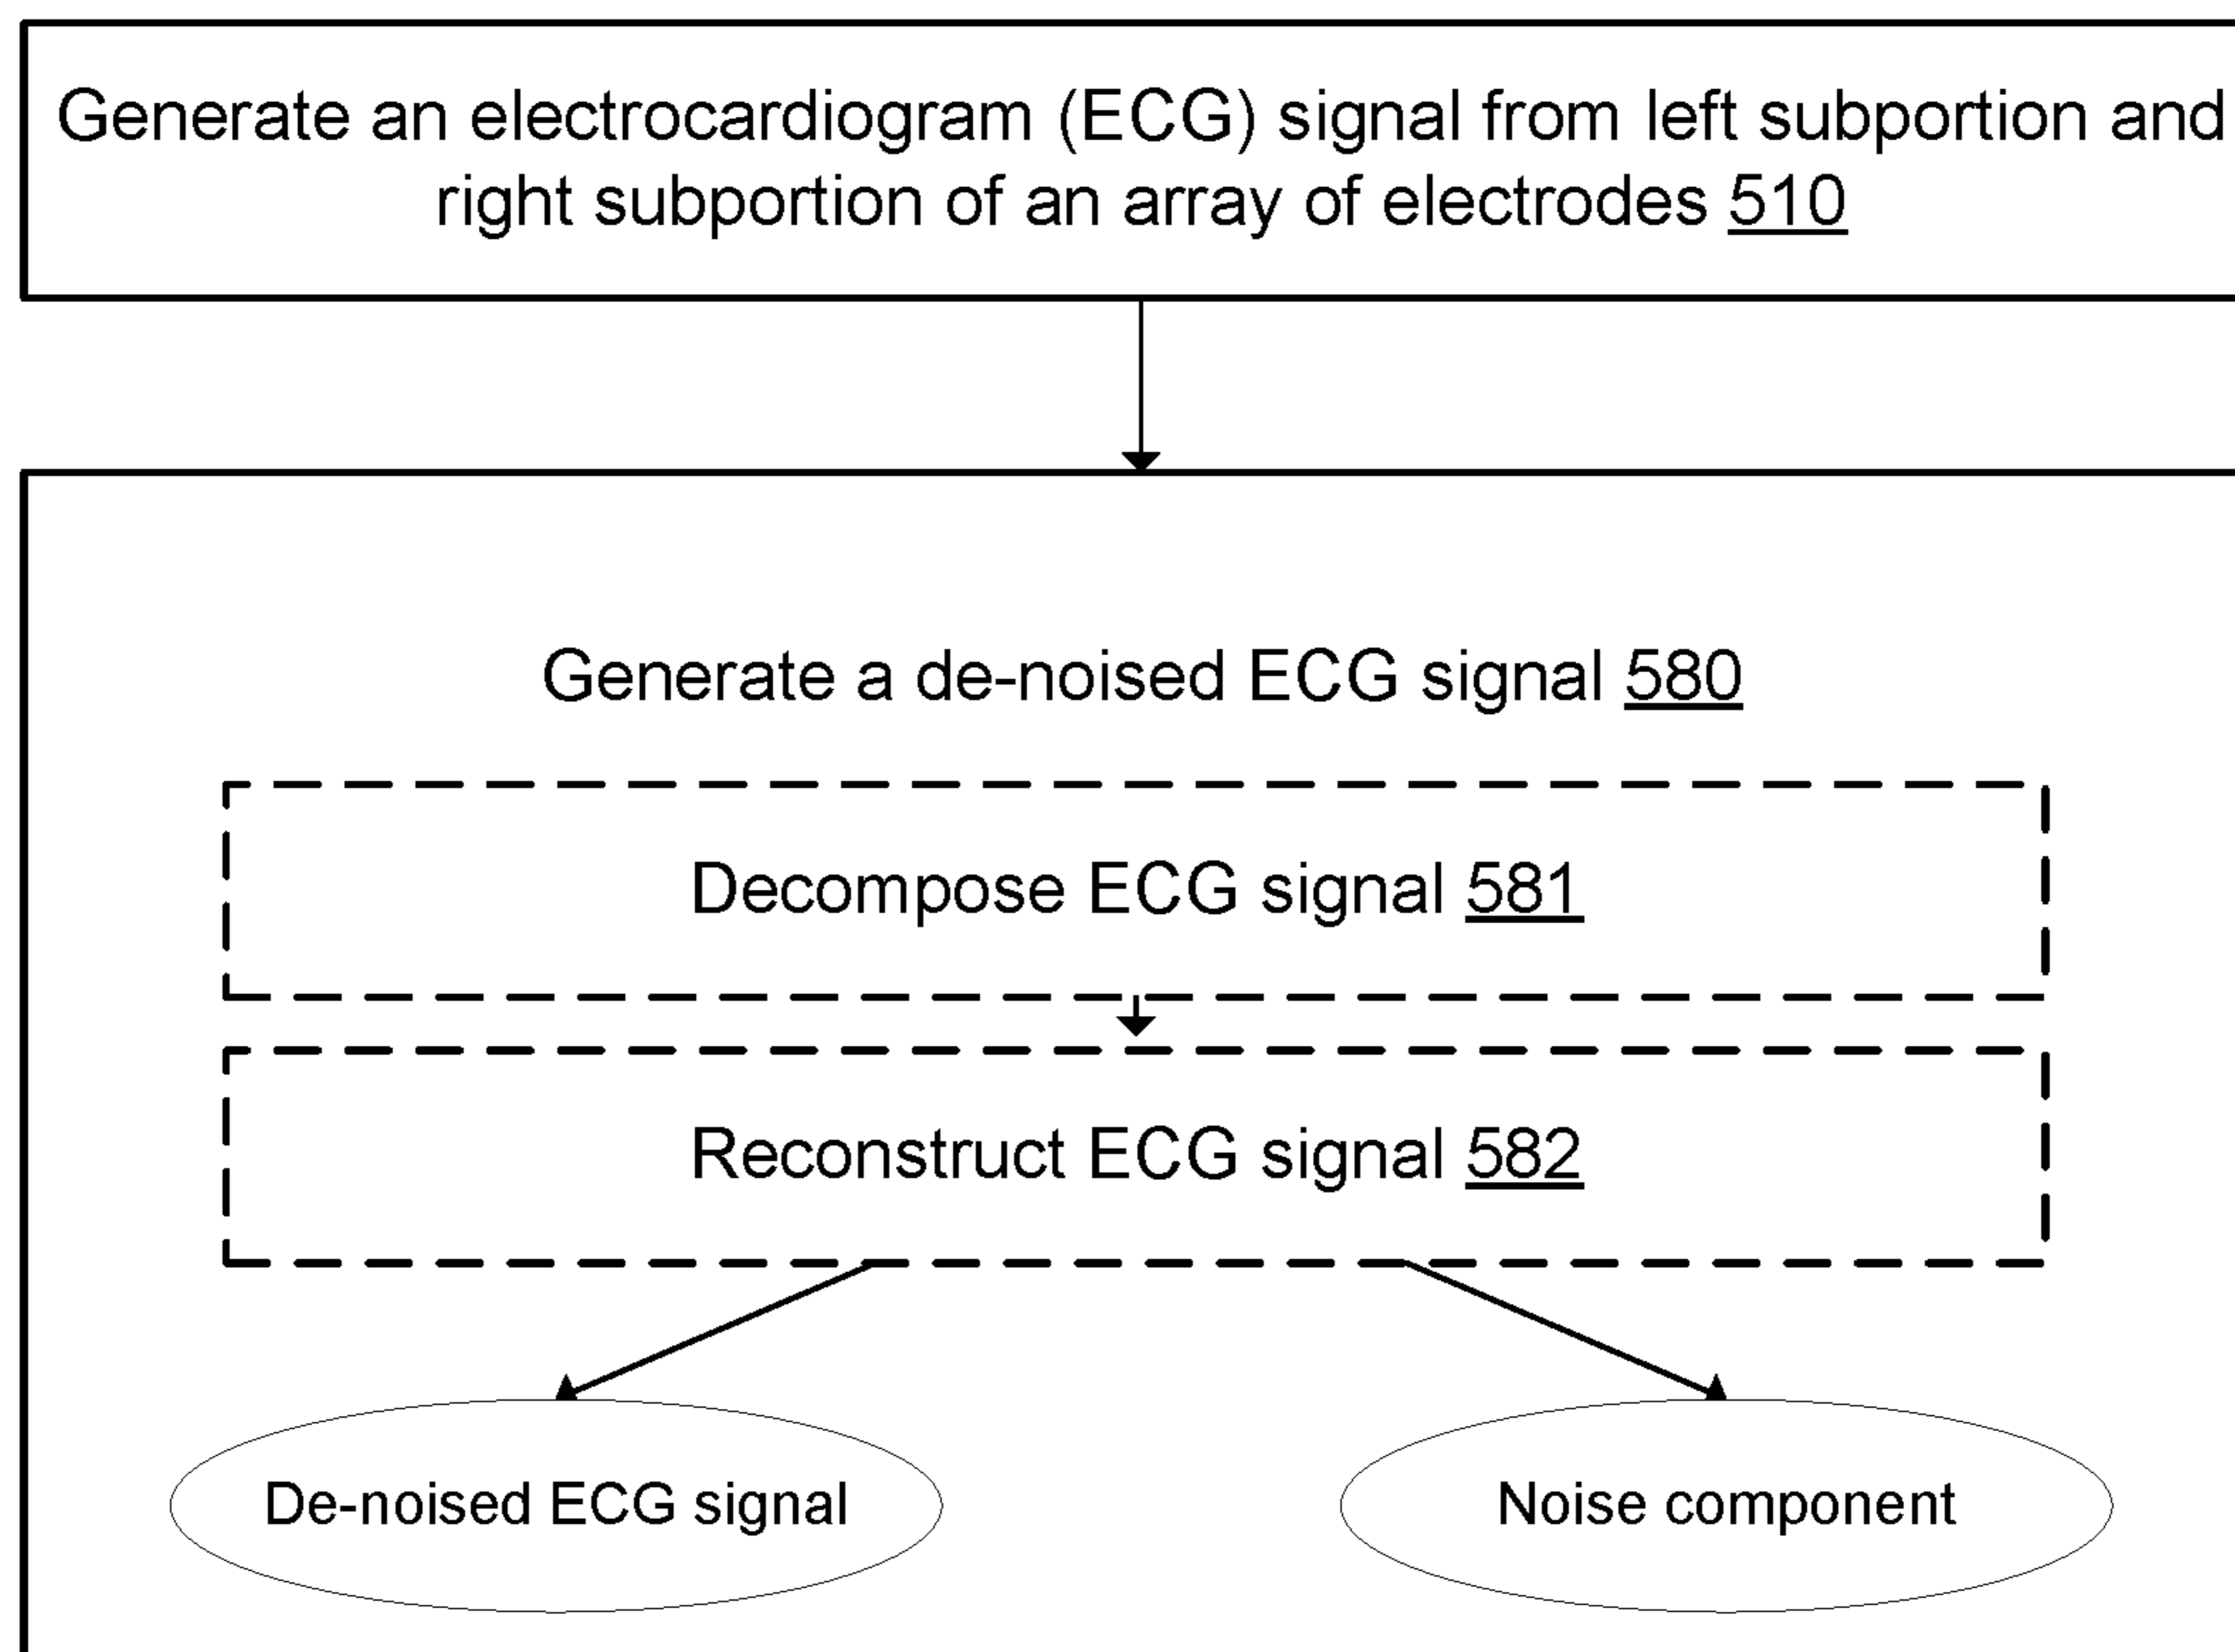 Generate an electrocardiogram (ECG) signal from left subportion and
right subportion of an array of electrodes 510
Generate a de-noised ECG signal 580
Decompose ECG signal 581
Reconstruct ECG signal 582
De-noised ECG signal
Noise component